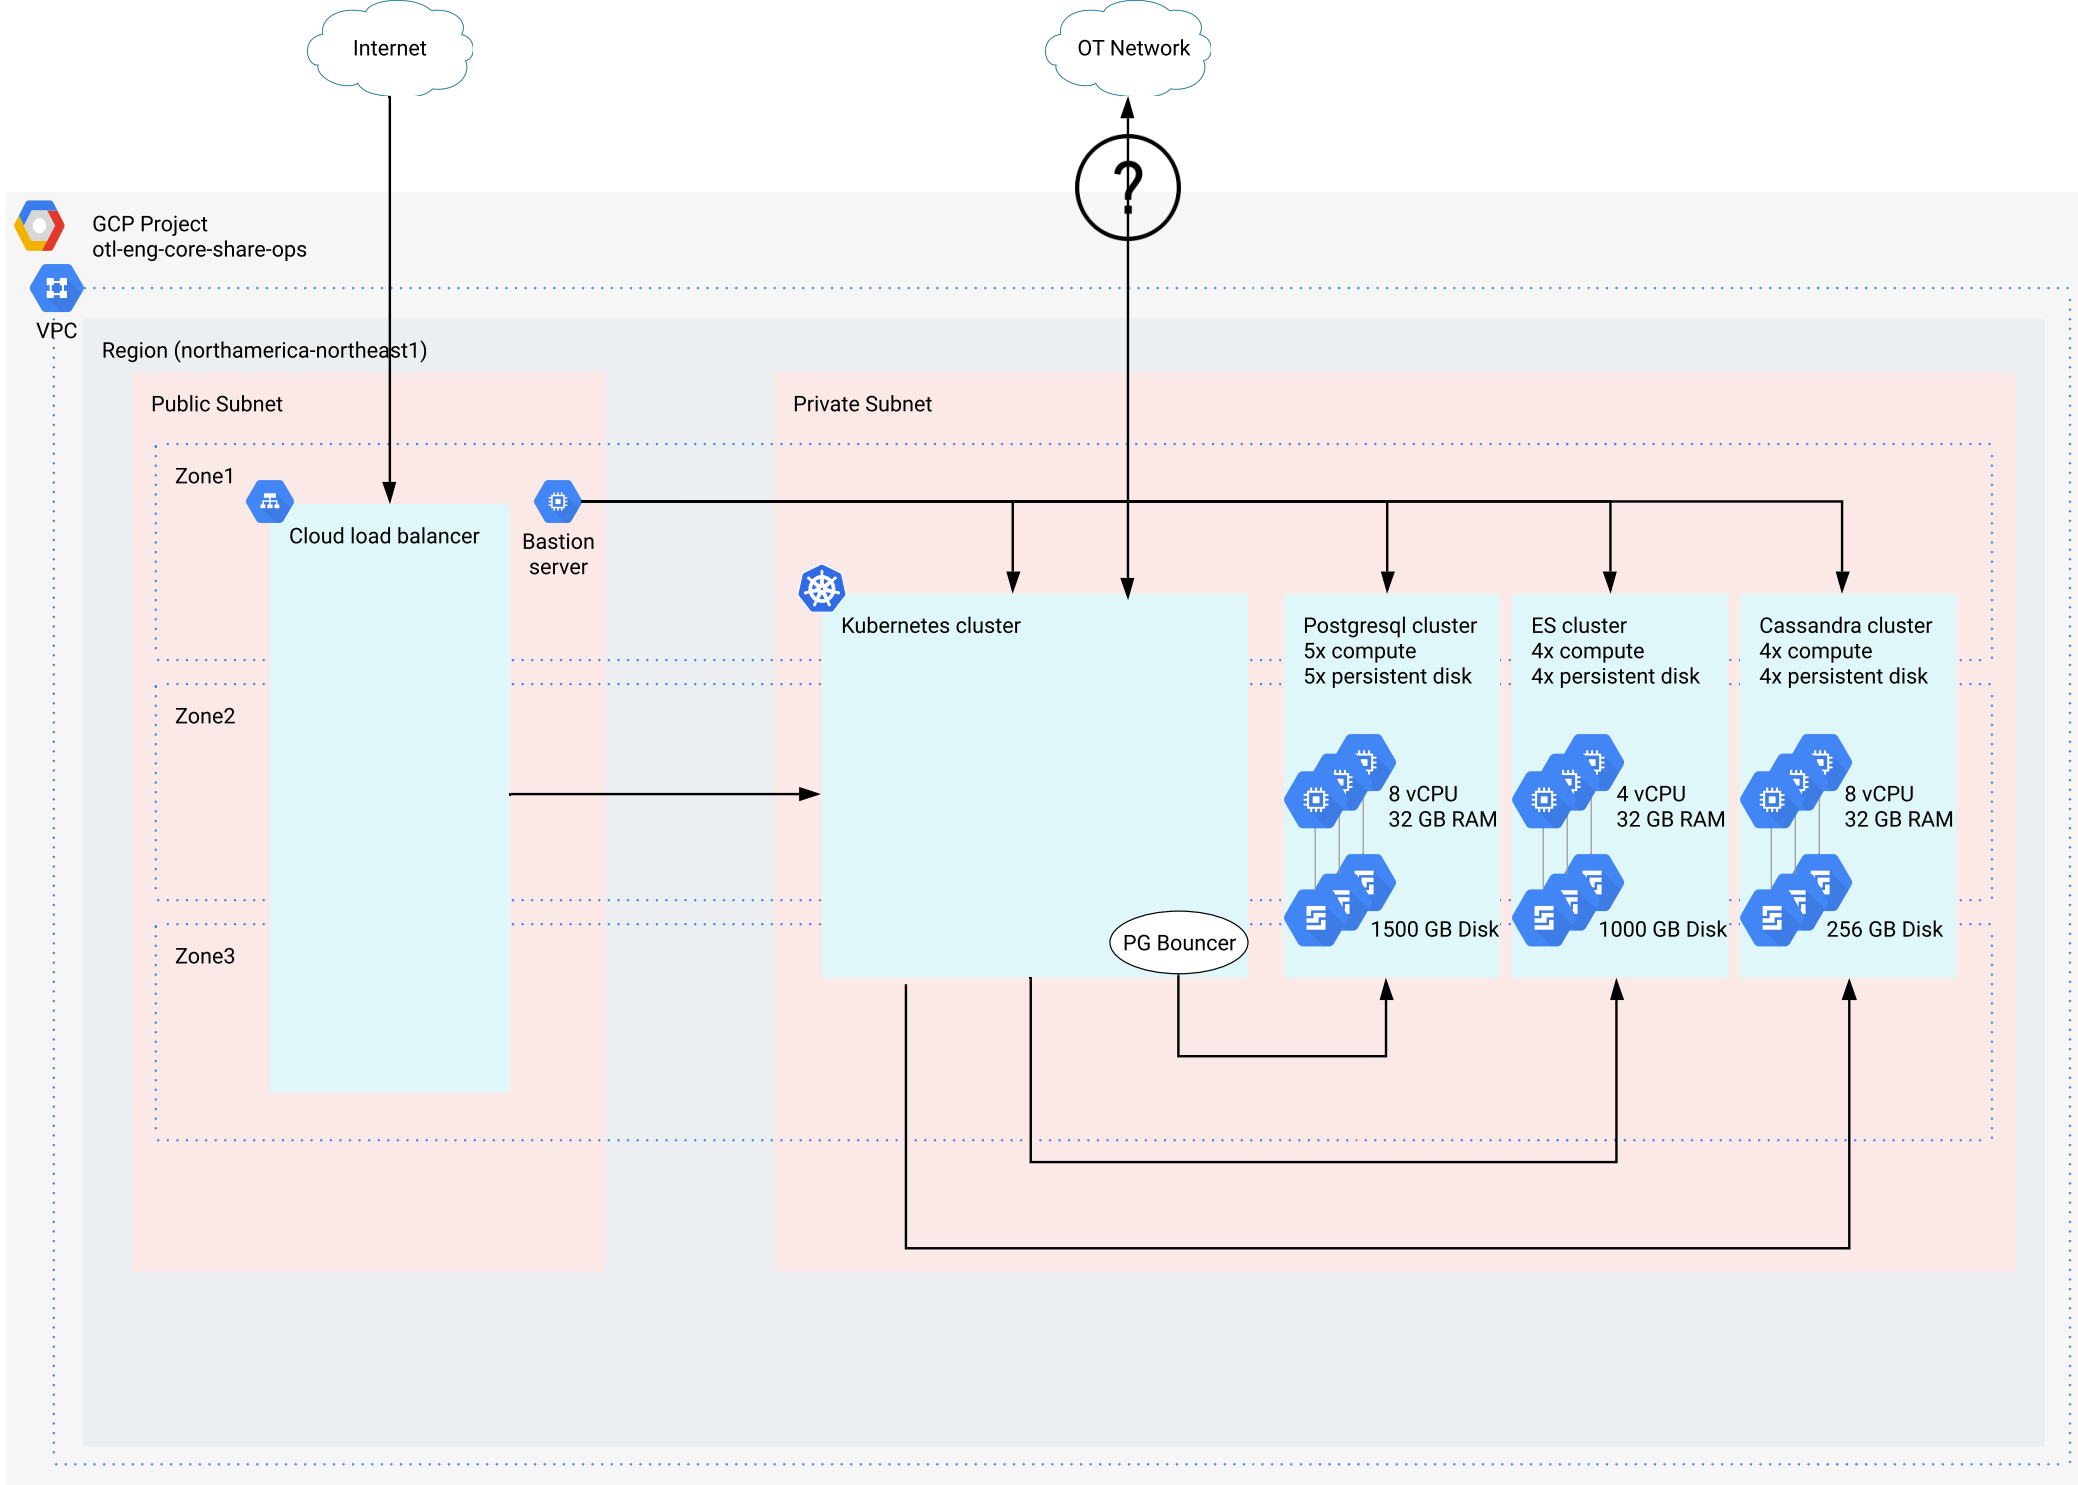 Internet
OT Network
?
GCP Project
otl-eng-core-share-ops
VPC
Region (northamerica-northeast1)
Public Subnet
Private Subnet
Zone1
Cloud load balancer
Bastion
server
Kubernetes cluster
Postgresql cluster
5x compute
5x persistent disk
ES cluster
4x compute
4x persistent disk
Cassandra cluster
4x compute
4x persistent disk
Zone2
8 vCPU
32 GB RAM
4 vCPU
32 GB RAM
8 vCPU
32 GB RAM
1500 GB Disk
1000 GB Disk
256 GB Disk
PG Bouncer
Zone3